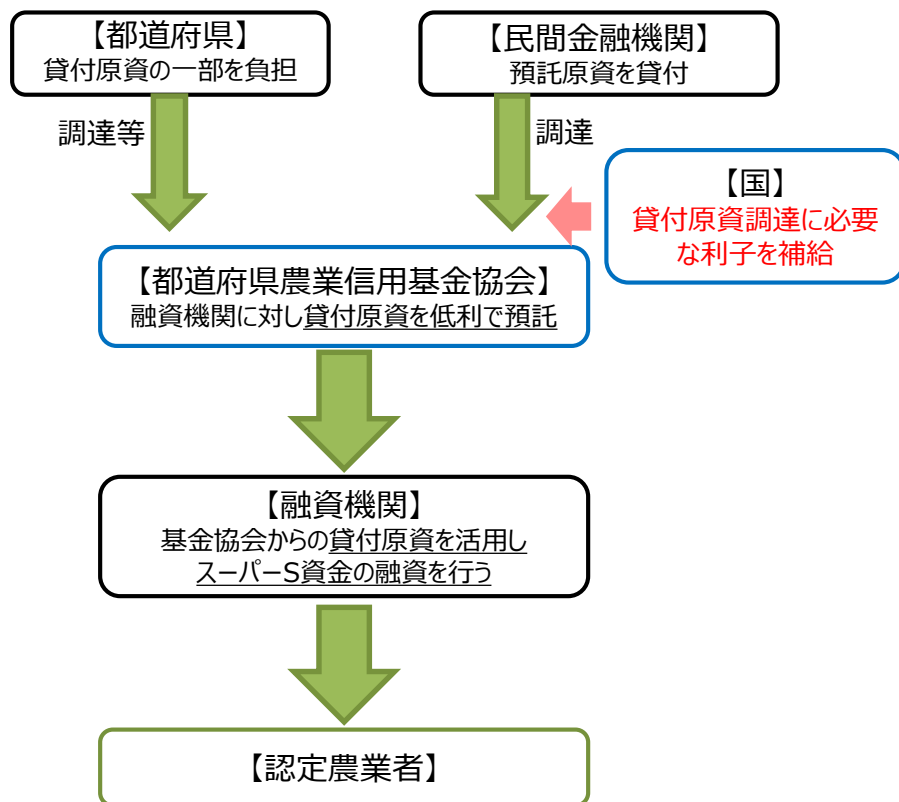 【都道府県】
貸付原資の一部を負担
【民間金融機関】
預託原資を貸付
調達等
調達
【国】
貸付原資調達に必要
な利子を補給
【都道府県農業信用基金協会】
融資機関に対し貸付原資を低利で預託
【融資機関】
基金協会からの貸付原資を活用し
スーパーS資金の融資を行う
【認定農業者】